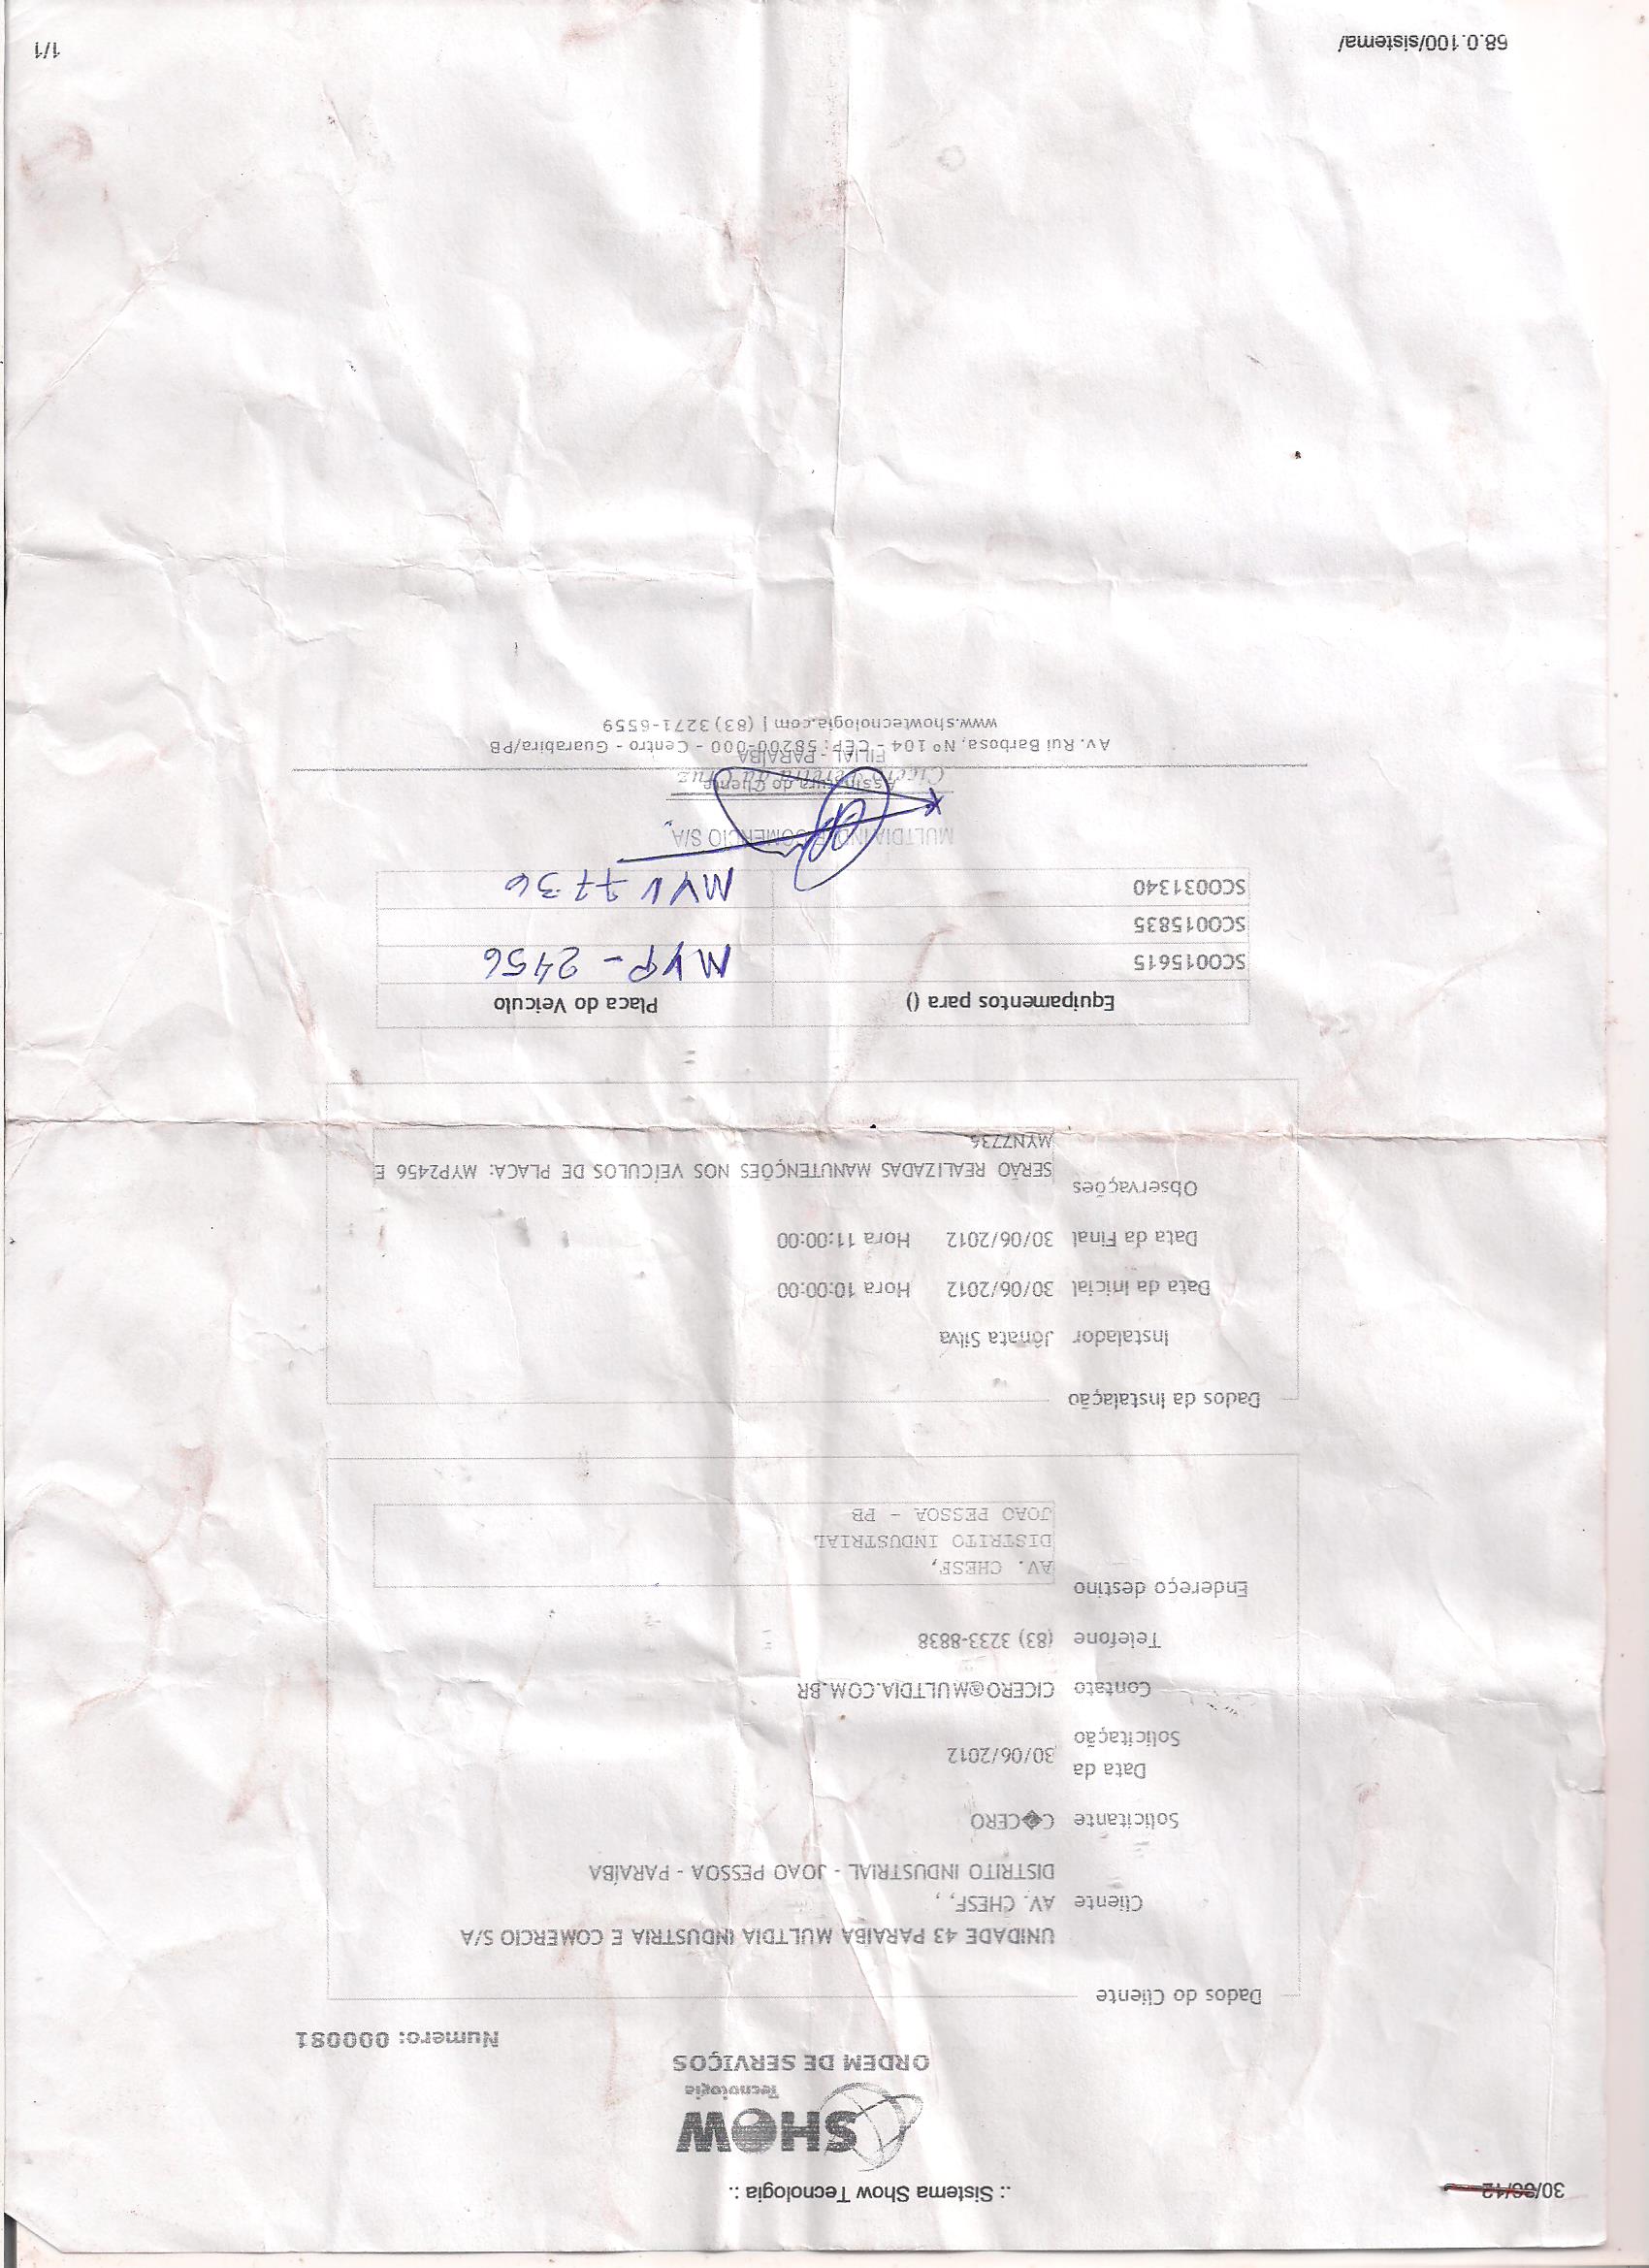 30/06/12
.: Sistema Show Tecnologia :.
SHOW
Tecnologia
ORDEM DE SERVIÇOS
Numero: 000081
Dados do Cliente
UNIDADE 43 PARAIBA MULTDIA INDUSTRIA E COMERCIO S/A
Cliente AV. CHESF, ,
DISTRITO INDUSTRIAL - JOAO PESSOA - PARAÍBA
Solicitante C�CERO
Data da
Solicitação 30/06/2012
Contato CICERO@MULTDIA.COM.BR
Telefone (83) 3233-8838
Endereço destino
AV. CHESF,
DISTRITO INDUSTRIAL
JOAO PESSOA - PB
Dados da Instalação
Instalador Jônata Silva
Data da Inicial 30/06/2012 Hora 10:00:00
Data da Final 30/06/2012 Hora 11:00:00
Observações
SERÃO REALIZADAS MANUTENÇÕES NOS VEÍCULOS DE PLACA: MYP2456 E
MYN7736
Equipamentos para () Placa do Veiculo
SC0015615 MYP-2456
SC0015835
SC0031340 MYV 7736
MULTDIA IND. COMERCIO S/A
Assinatura do Cliente
Cicero Pereira da Cruz
FILIAL - PARAÍBA
Av. Rui Barbosa, Nº 104 - CEP: 58200-000 - Centro - Guarabira/PB
www.showtecnologia.com | (83) 3271-6559
68.0.100/sistema/ 1/1